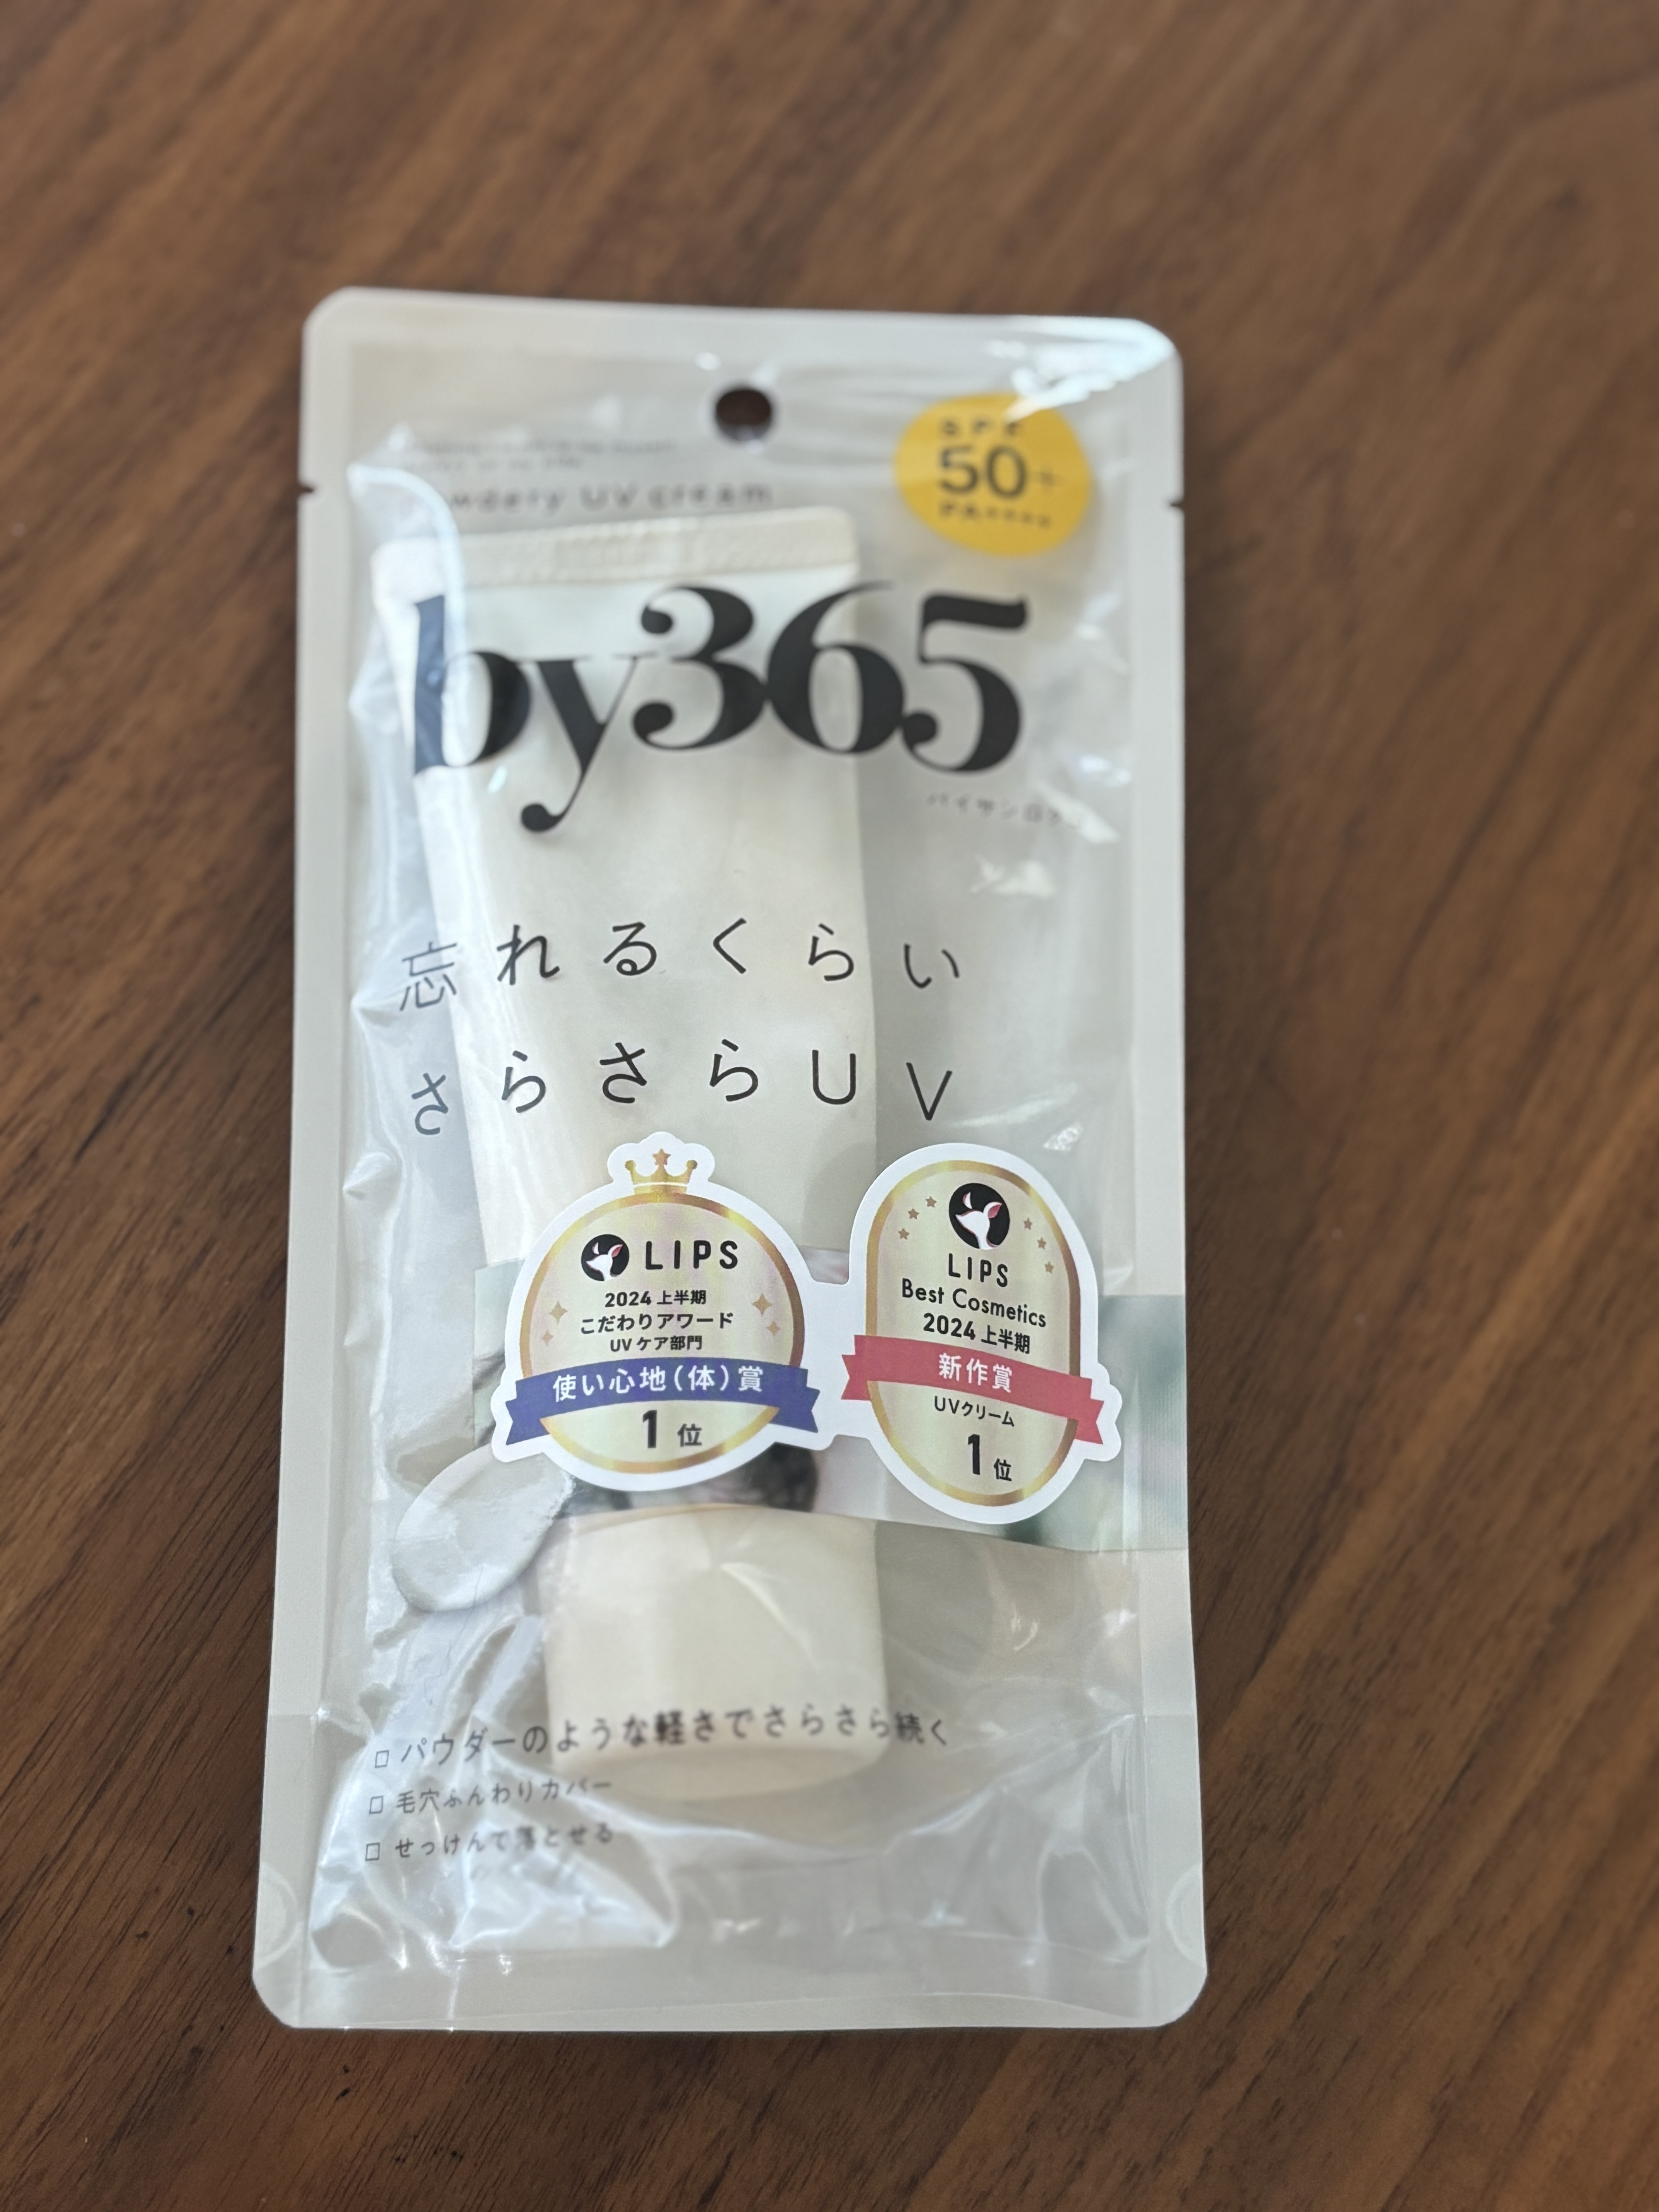 UV cream
SPF
50+
PA++++
by365
バイサンロクゴ
忘れるくらい
さらさらUV
LIPS
2024 上半期
こだわりアワード
UV ケア部門
使い心地(体)賞
1 位
LIPS
Best Cosmetics
2024 上半期
新作賞
UVクリーム
1 位
□ パウダーのような軽さでさらさら続く
□ 毛穴ふんわりカバー
□ せっけんで落とせる